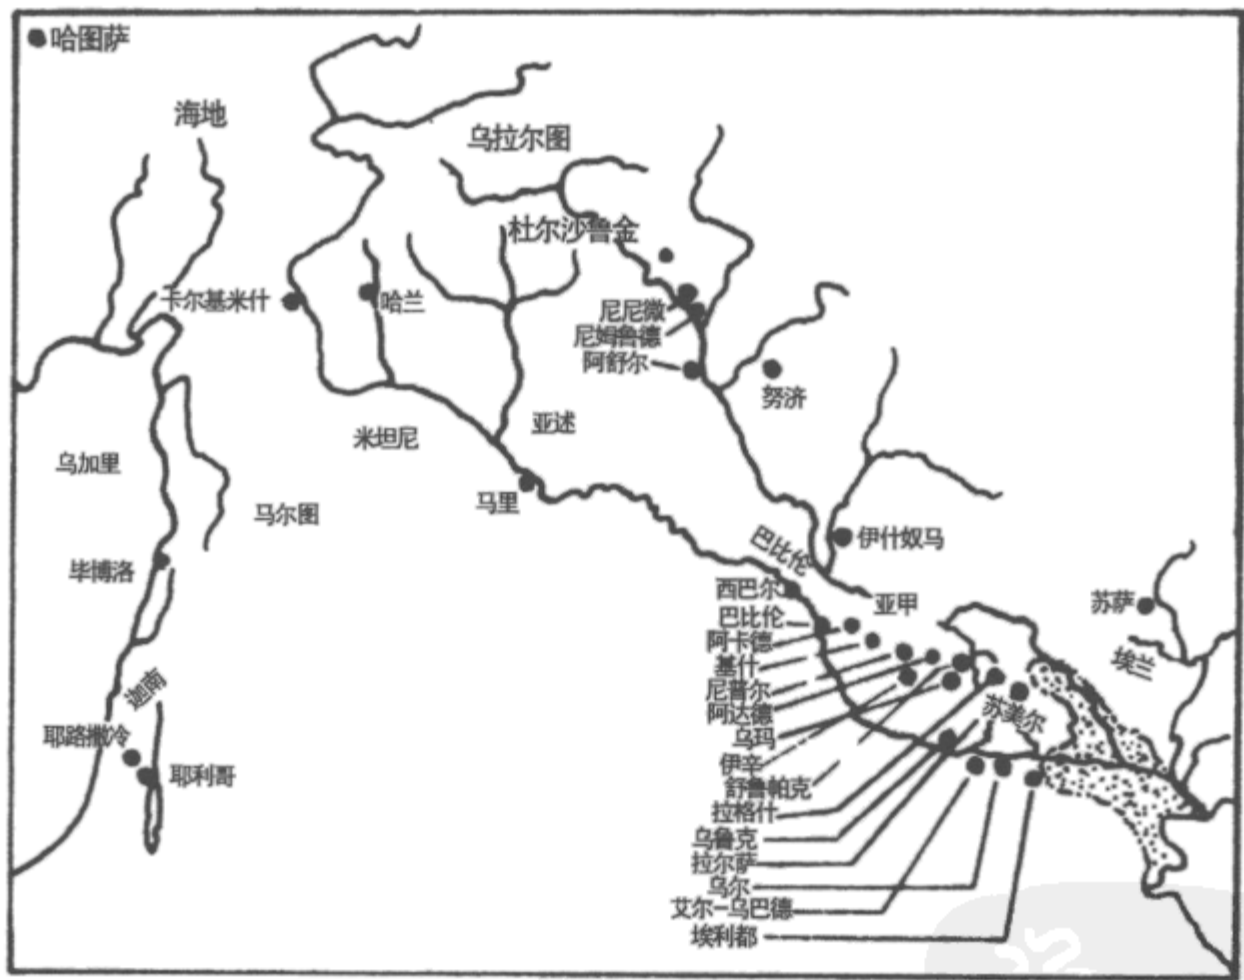 哈图萨
海地
乌拉尔图
杜尔沙鲁金
卡尔基米什
哈兰
尼尼微
尼姆鲁德
阿舒尔
努济
米坦尼
亚述
乌加里
马里
马尔图
巴比伦
伊什奴马
毕博洛
西巴尔
亚甲
苏萨
巴比伦
阿卡德
基什
埃兰
尼普尔
迦南
阿达德
苏美尔
乌玛
耶路撒冷
伊辛
耶利哥
舒鲁帕克
拉格什
乌鲁克
拉尔萨
乌尔
艾尔-乌巴德
埃利都